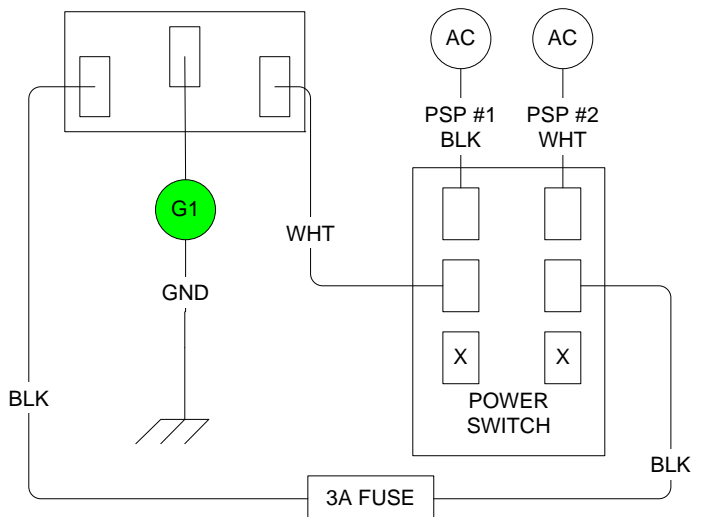 AC
AC
PSP #1
BLK
PSP #2
WHT
G1
WHT
GND
X
X
POWER
SWITCH
BLK
BLK
3A FUSE